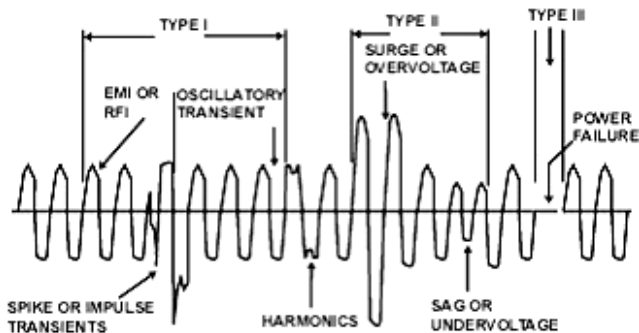 TYPE I
TYPE II
TYPE III
SURGE OR
OVERVOLTAGE
EMI OR
RFI
OSCILLATORY
TRANSIENT
POWER
FAILURE
SPIKE OR IMPULSE
TRANSIENTS
HARMONICS
SAG OR
UNDERVOLTAGE